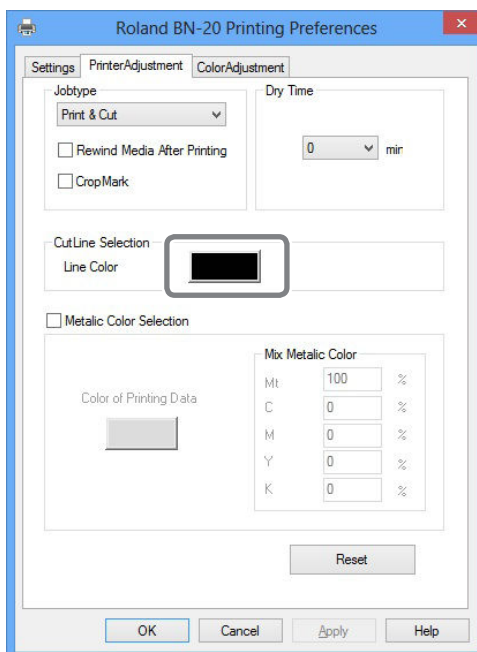 Roland BN-20 Printing Preferences
Settings PrinterAdjustment ColorAdjustment
Jobtype
Print & Cut
Rewind Media After Printing
CropMark
Dry Time
0 min
CutLine Selection
Line Color
Metalic Color Selection
Color of Printing Data
Mix Metalic Color
Mt 100 %
C 0 %
M 0 %
Y 0 %
K 0 %
Reset
OK Cancel Apply Help